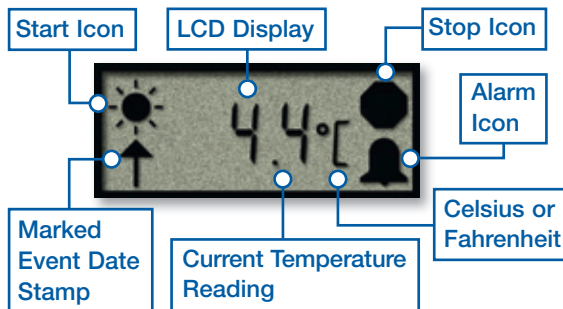 Start Icon
LCD Display
Stop Icon
Alarm
Icon
4.4°C
Marked
Event Date
Stamp
Current Temperature
Reading
Celsius or
Fahrenheit